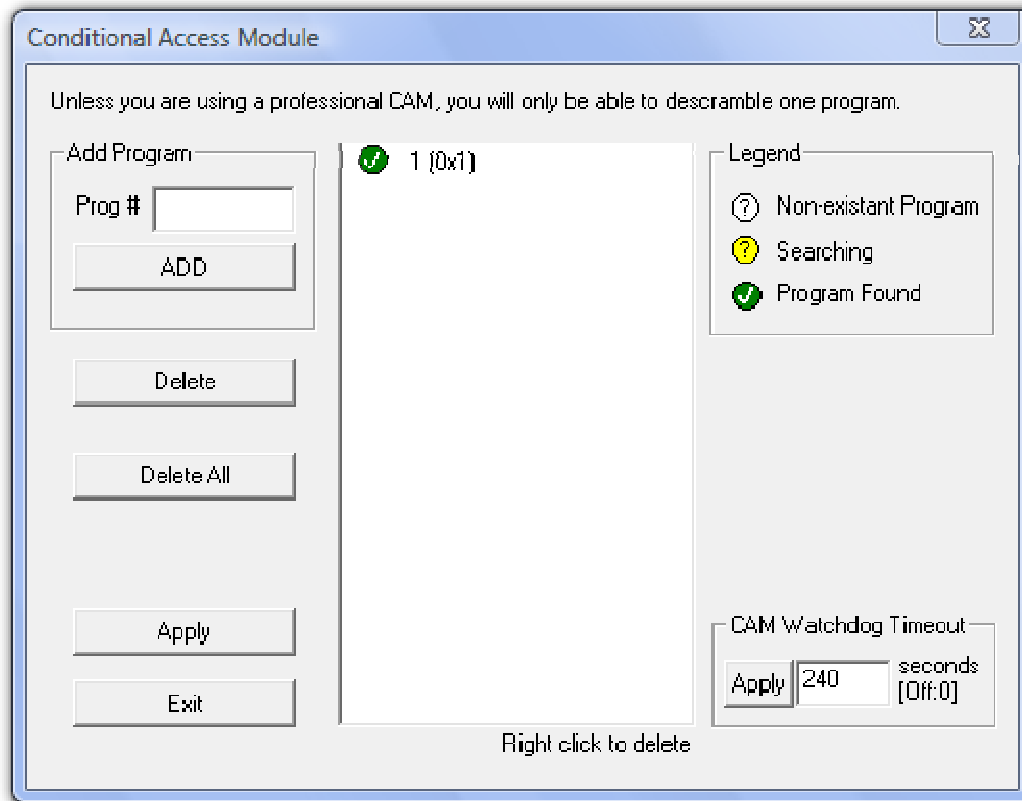 Conditional Access Module
Unless you are using a professional CAM, you will only be able to descramble one program.
Add Program
Prog #
ADD
Delete
Delete All
Apply
Exit
1 (0x1)
Right click to delete
Legend
? Non-existant Program
? Searching
Program Found
CAM Watchdog Timeout
Apply 240 seconds
[Off:0]